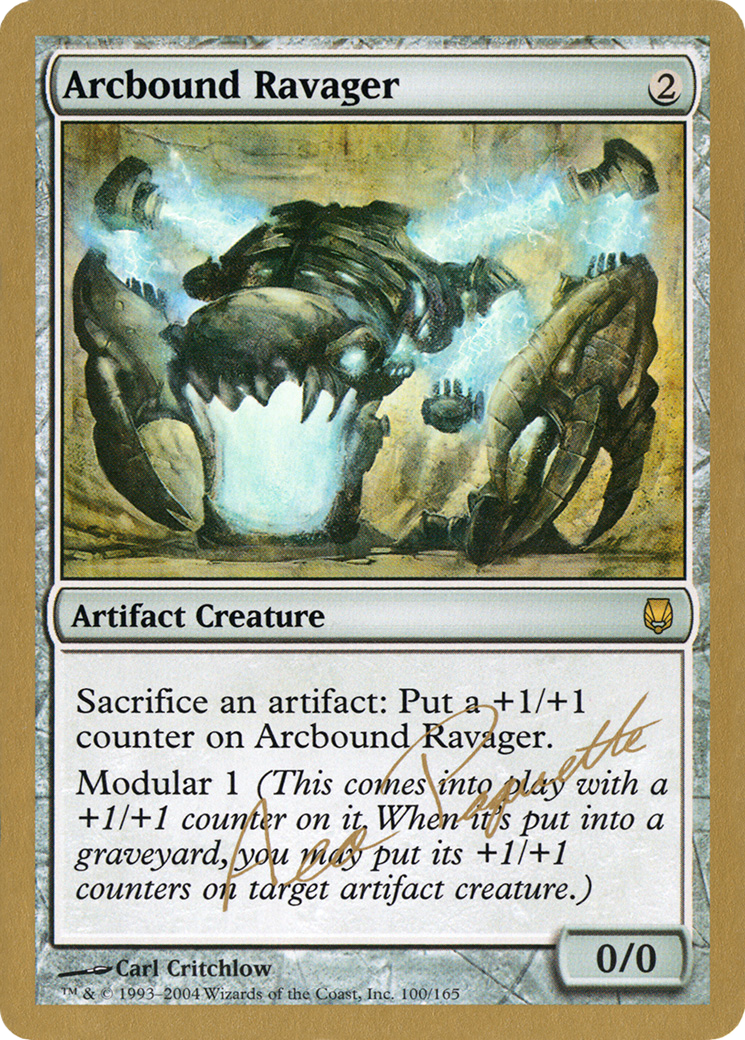 Arcbound Ravager
2
Artifact Creature
Sacrifice an artifact: Put a +1/+1
counter on Arcbound Ravager.
Modular 1 (This comes into play with a
+1/+1 counter on it. When it's put into a
graveyard, you may put its +1/+1
counters on target artifact creature.)
Aeo Paquette
0/0
Carl Critchlow
™ & © 1993–2004 Wizards of the Coast, Inc. 100/165